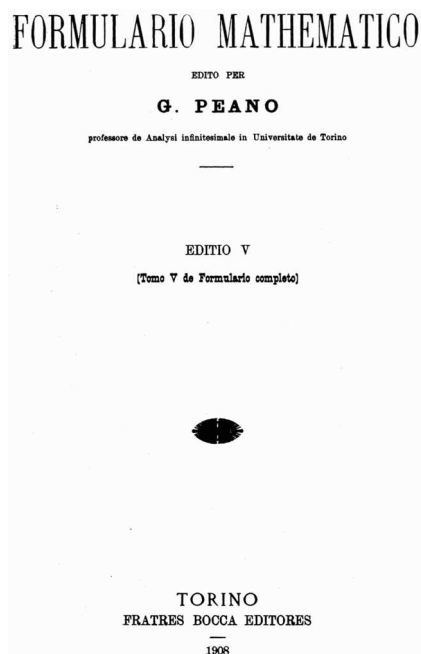 FORMULARIO MATHEMATICO
EDITO PER
G. PEANO
professore de Analysi infinitesimale in Universitate de Torino
EDITIO V
[Tomo V de Formulario completo]
TORINO
FRATRES BOCCA EDITORES
1908